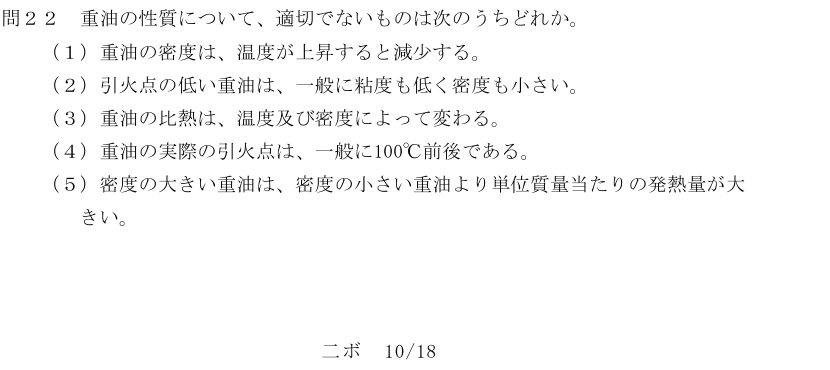 問２２　重油の性質について、適切でないものは次のうちどれか。
（１）重油の密度は、温度が上昇すると減少する。
（２）引火点の低い重油は、一般に粘度も低く密度も小さい。
（３）重油の比熱は、温度及び密度によって変わる。
（４）重油の実際の引火点は、一般に100℃前後である。
（５）密度の大きい重油は、密度の小さい重油より単位質量当たりの発熱量が大
きい。
二ボ　10/18